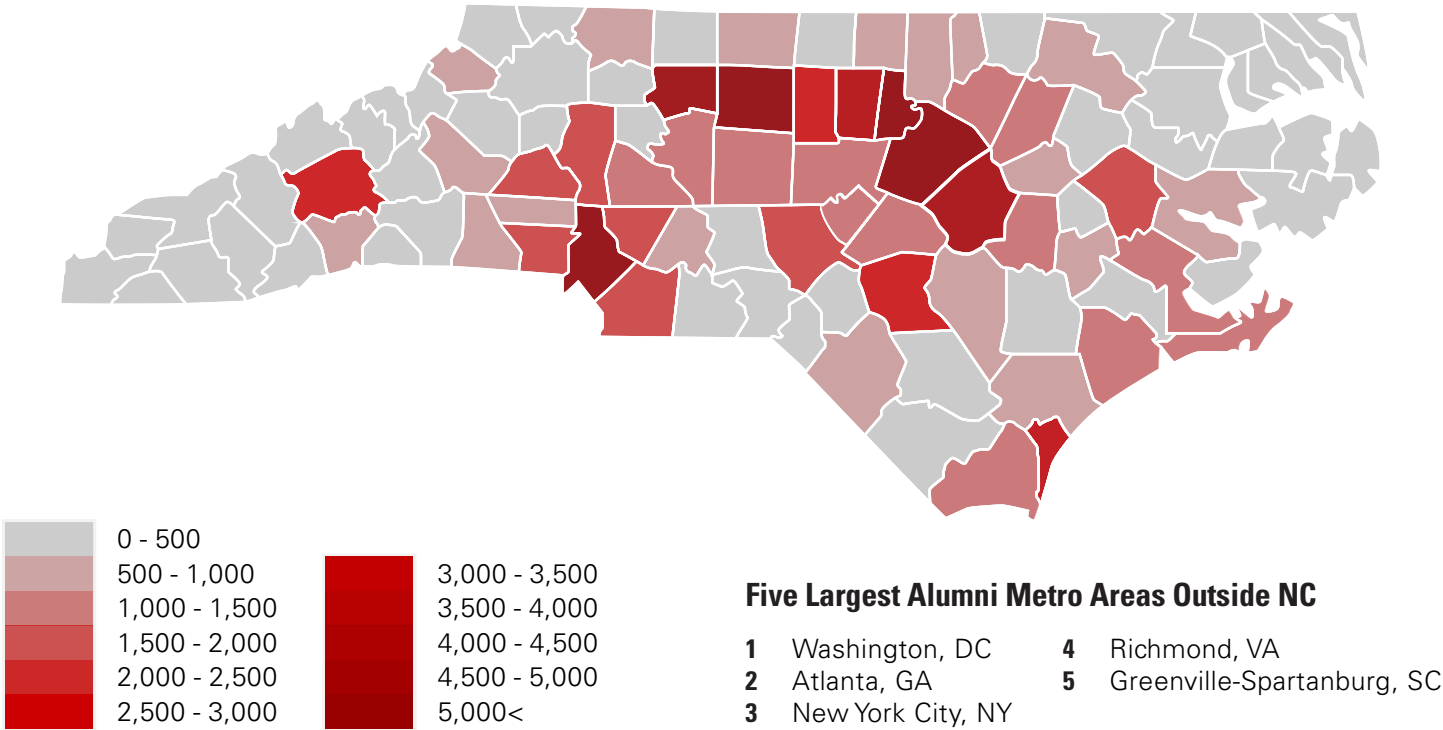 0 - 500
500 - 1,000
1,000 - 1,500
1,500 - 2,000
2,000 - 2,500
2,500 - 3,000
3,000 - 3,500
3,500 - 4,000
4,000 - 4,500
4,500 - 5,000
5,000<
Five Largest Alumni Metro Areas Outside NC
1 Washington, DC
2 Atlanta, GA
3 New York City, NY
4 Richmond, VA
5 Greenville-Spartanburg, SC